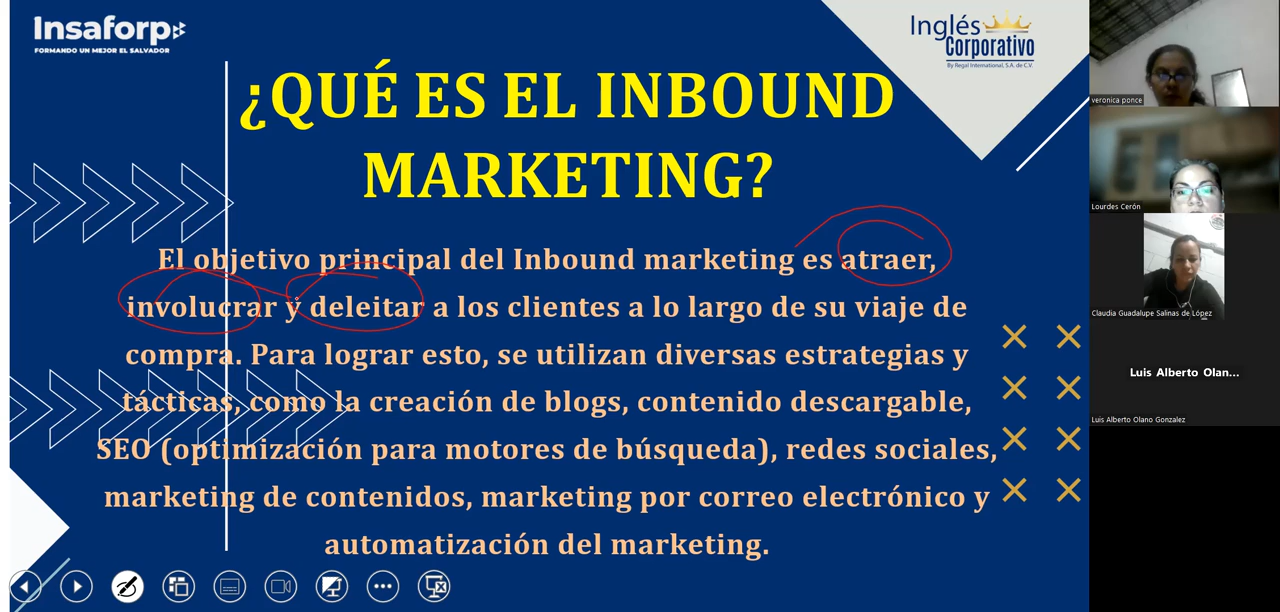 Insaforp
FORMANDO UN MEJOR EL SALVADOR
Inglés
Corporativo
By Regal International, S.A. de C.V.
¿QUÉ ES EL INBOUND
MARKETING?
El objetivo principal del Inbound marketing es atraer,
involucrar y deleitar a los clientes a lo largo de su viaje de
compra. Para lograr esto, se utilizan diversas estrategias y
tácticas, como la creación de blogs, contenido descargable,
SEO (optimización para motores de búsqueda), redes sociales,
marketing de contenidos, marketing por correo electrónico y
automatización del marketing.
veronica ponce
Lourdes Cerón
Claudia Guadalupe Salinas de López
Luis Alberto Olan...
Luis Alberto Olano Gonzalez